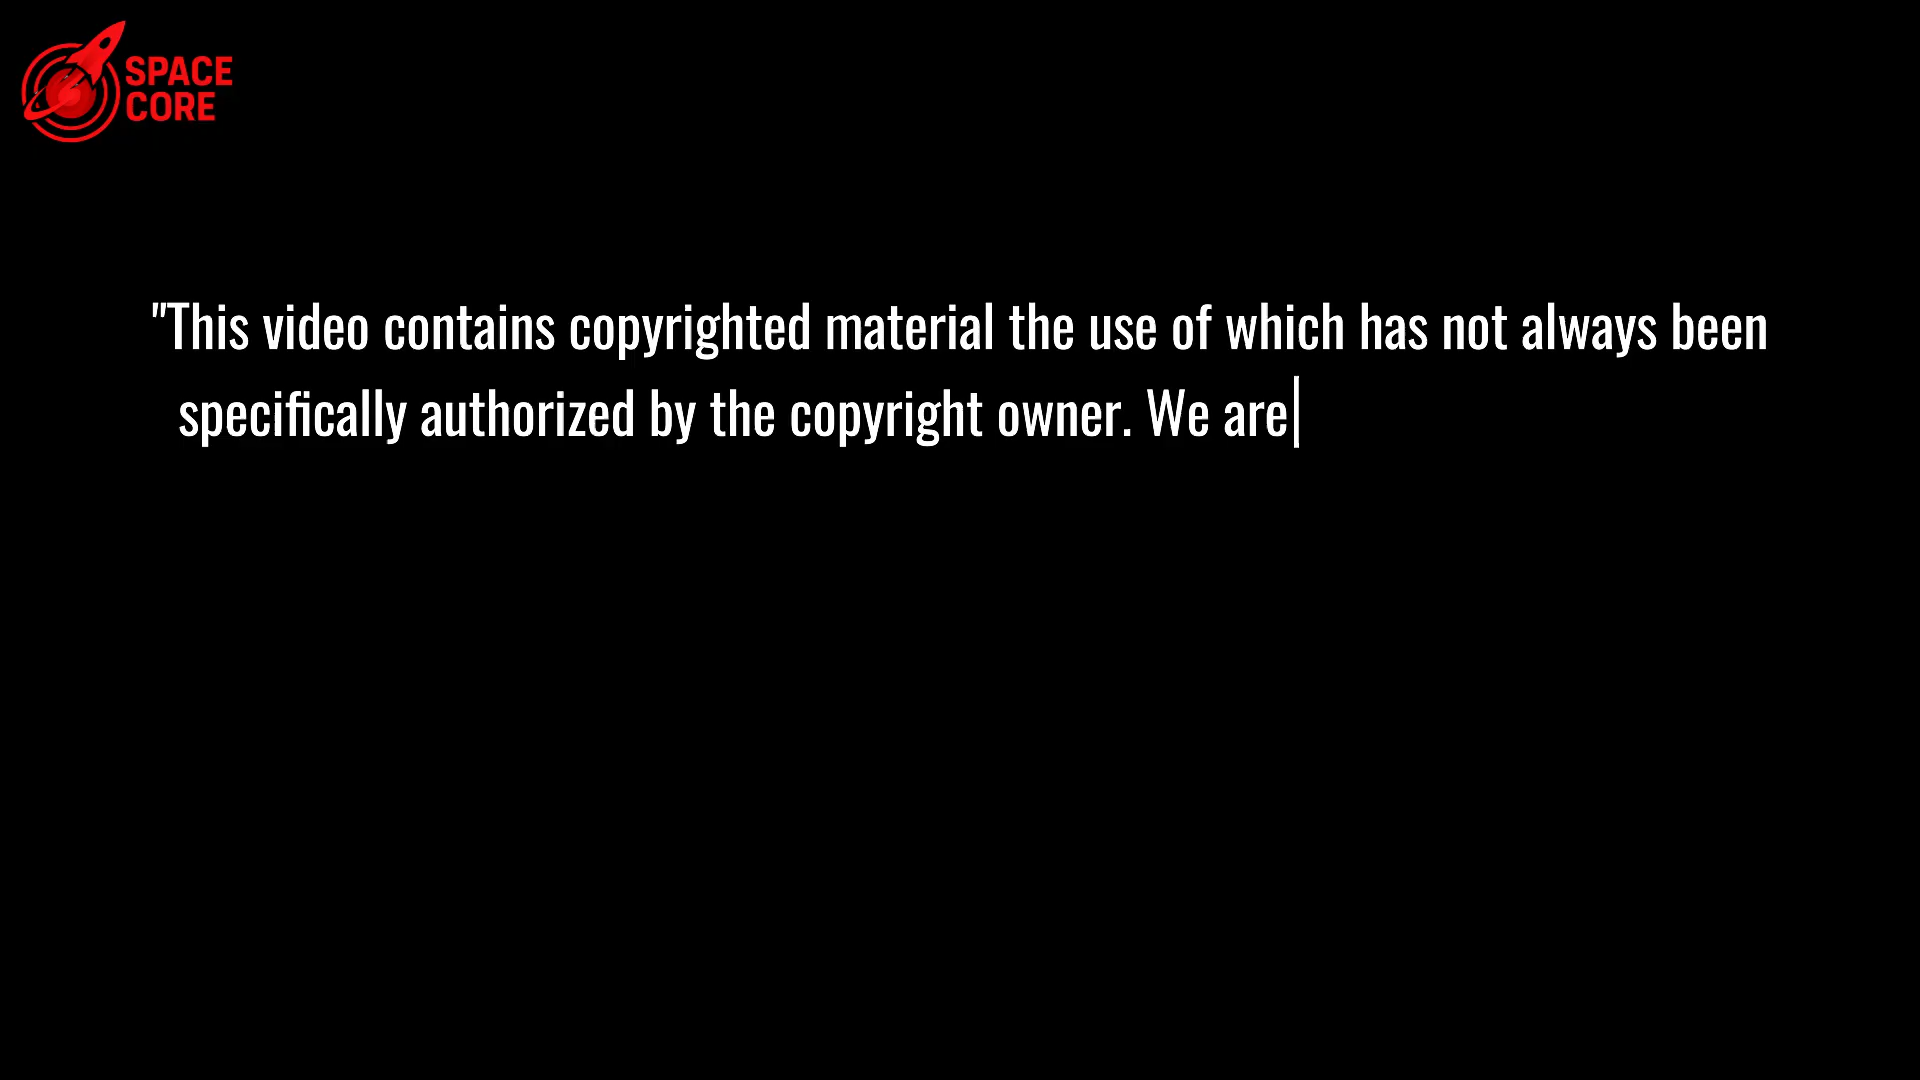 SPACE
CORE
"This video contains copyrighted material the use of which has not always been
specifically authorized by the copyright owner. We are